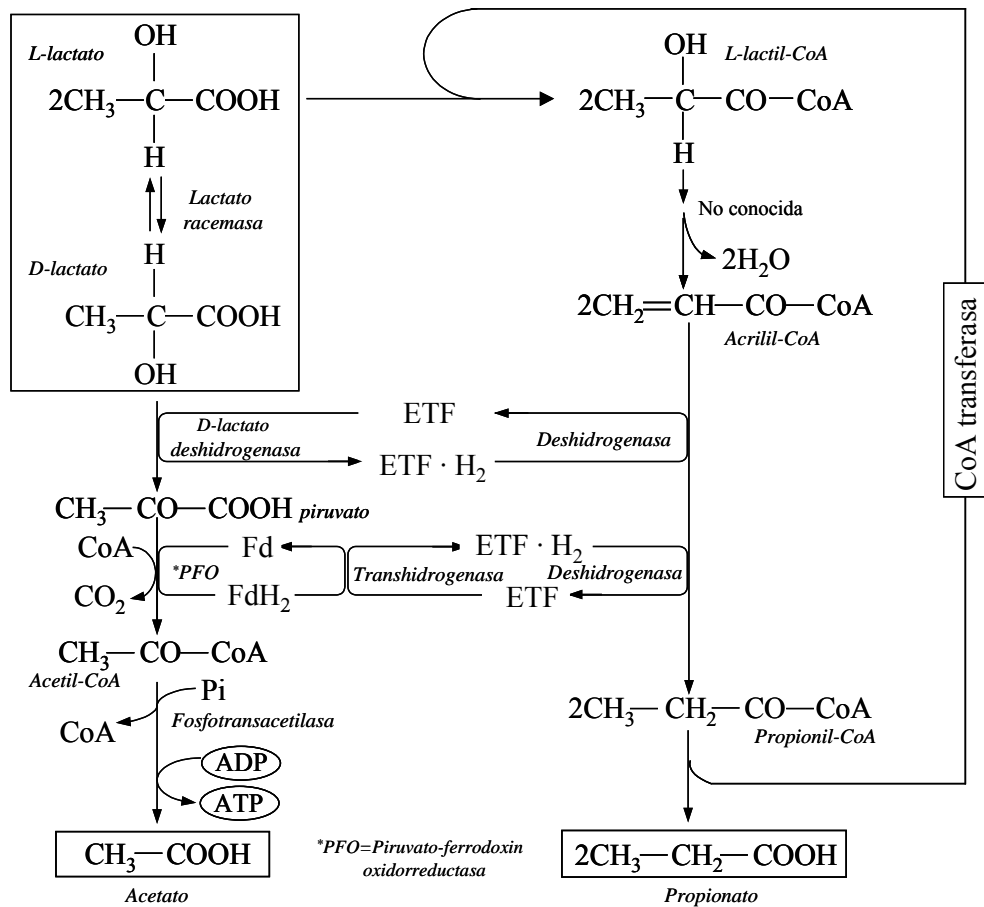 OH
L-lactato
2CH3—C—COOH
H
Lactato
racemasa
H
D-lactato
CH3—C—COOH
OH
OH
L-lactil-CoA
2CH3—C—CO—CoA
H
No conocida
2H2O
2CH2=CH—CO—CoA
Acrilil-CoA
CoA transferasa
D-lactato
deshidrogenasa
ETF
ETF · H2
Deshidrogenasa
CH3—CO—COOH piruvato
CoA
CO2
*PFO
Fd
FdH2
Transhidrogenasa
ETF · H2
ETF
Deshidrogenasa
CH3—CO—CoA
Acetil-CoA
Pi
CoA
Fosfotransacetilasa
ADP
ATP
CH3—COOH
Acetato
*PFO=Piruvato-ferrodoxin
oxidorreductasa
2CH3—CH2—CO—CoA
Propionil-CoA
2CH3—CH2—COOH
Propionato